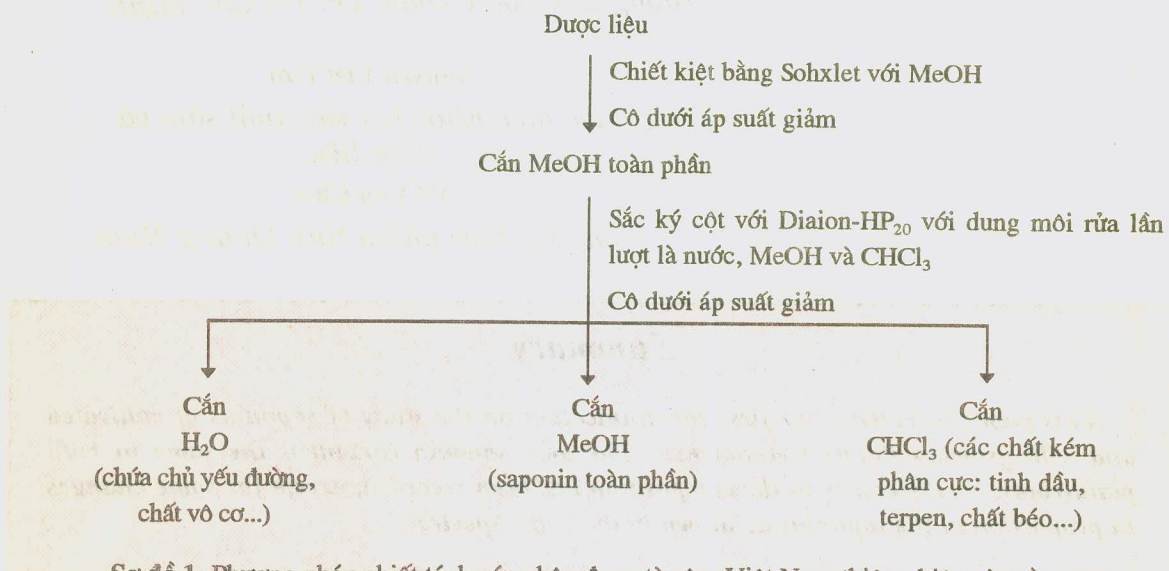 Dược liệu
Chiết kiệt bằng Sohxlet với MeOH
Cô dưới áp suất giảm
Cắn MeOH toàn phần
Sắc ký cột với Diaion-HP₂₀ với dung môi rửa lần
lượt là nước, MeOH và CHCl₃
Cô dưới áp suất giảm
Cắn
H₂O
(chứa chủ yếu đường,
chất vô cơ...)
Cắn
MeOH
(saponin toàn phần)
Cắn
CHCl₃ (các chất kém
phân cực: tinh dầu,
terpen, chất béo...)